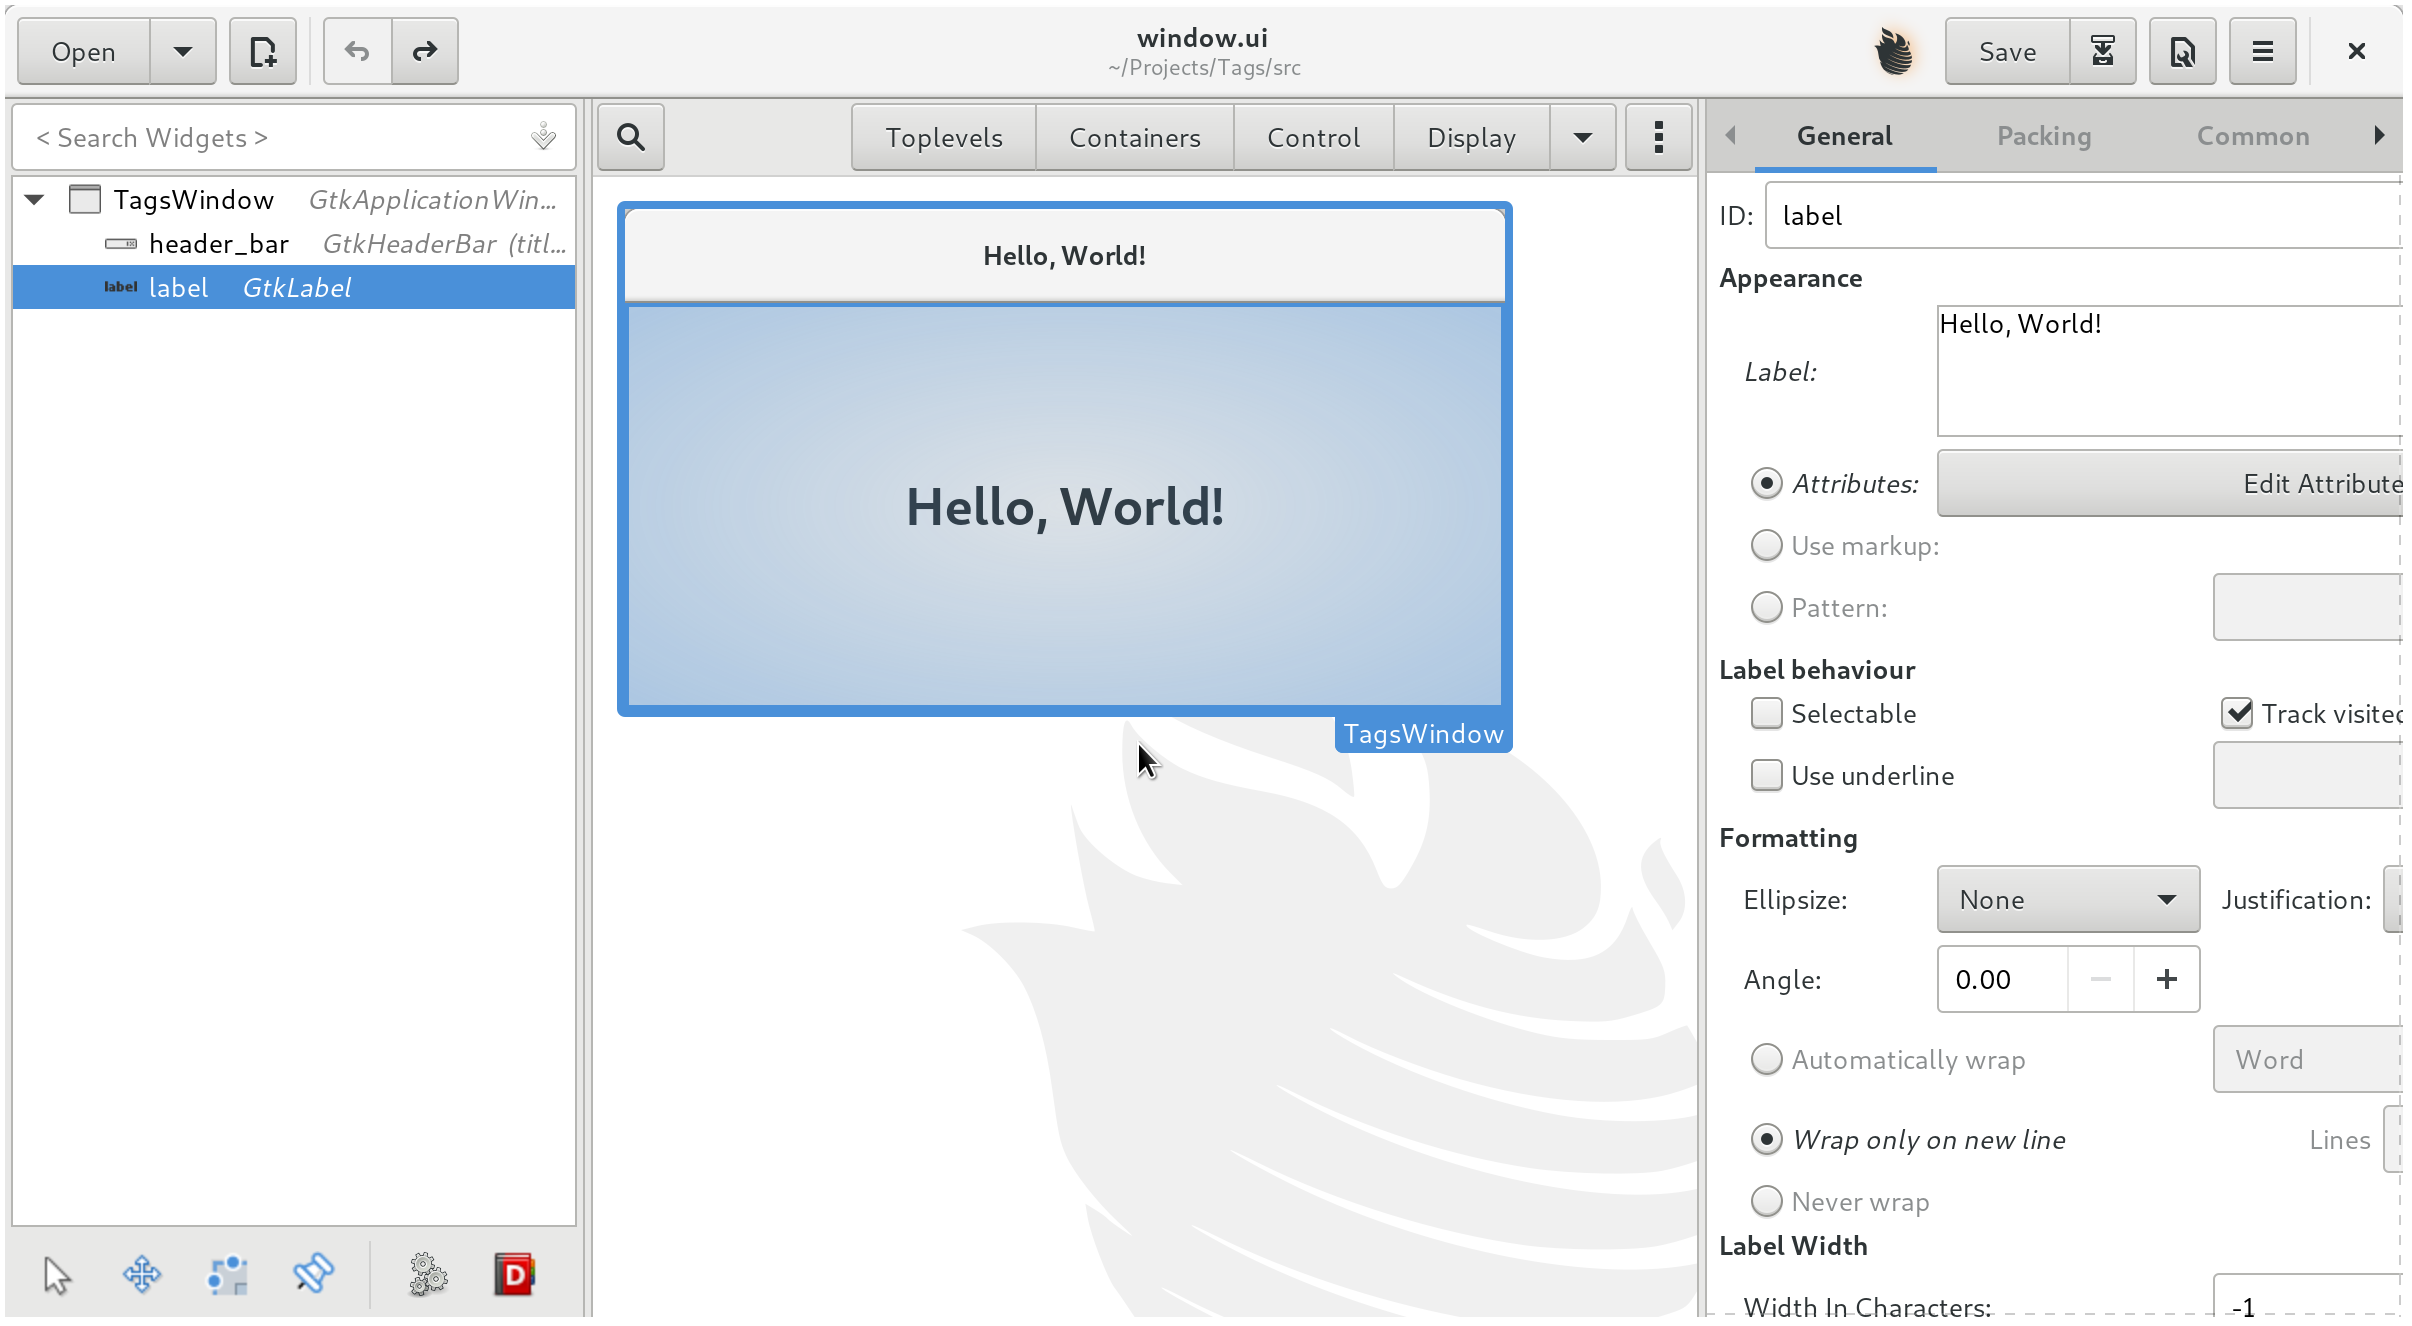 Open
window.ui
~/Projects/Tags/src
Save
< Search Widgets >
Toplevels
Containers
Control
Display
General
Packing
Common
TagsWindow GtkApplicationWin...
header_bar GtkHeaderBar (titl...
label label GtkLabel
Hello, World!
Hello, World!
TagsWindow
ID: label
Appearance
Label: Hello, World!
Attributes: Edit Attribute
Use markup:
Pattern:
Label behaviour
Selectable Track visited
Use underline
Formatting
Ellipsize: None Justification:
Angle: 0.00
Automatically wrap Word
Wrap only on new line Lines
Never wrap
Label Width
Width In Characters: -1
D